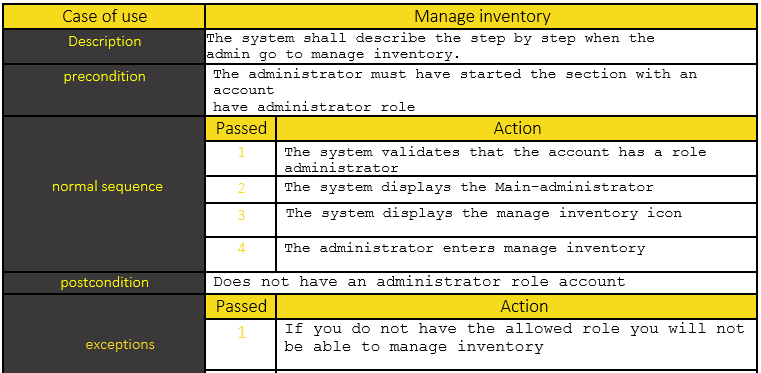 Case of use
Manage inventory
Description
The system shall describe the step by step when the
admin go to manage inventory.
precondition
The administrator must have started the section with an
account
have administrator role
normal sequence
Passed
Action
1
The system validates that the account has a role
administrator
2
The system displays the Main-administrator
3
The system displays the manage inventory icon
4
The administrator enters manage inventory
postcondition
Does not have an administrator role account
exceptions
Passed
Action
1
If you do not have the allowed role you will not
be able to manage inventory